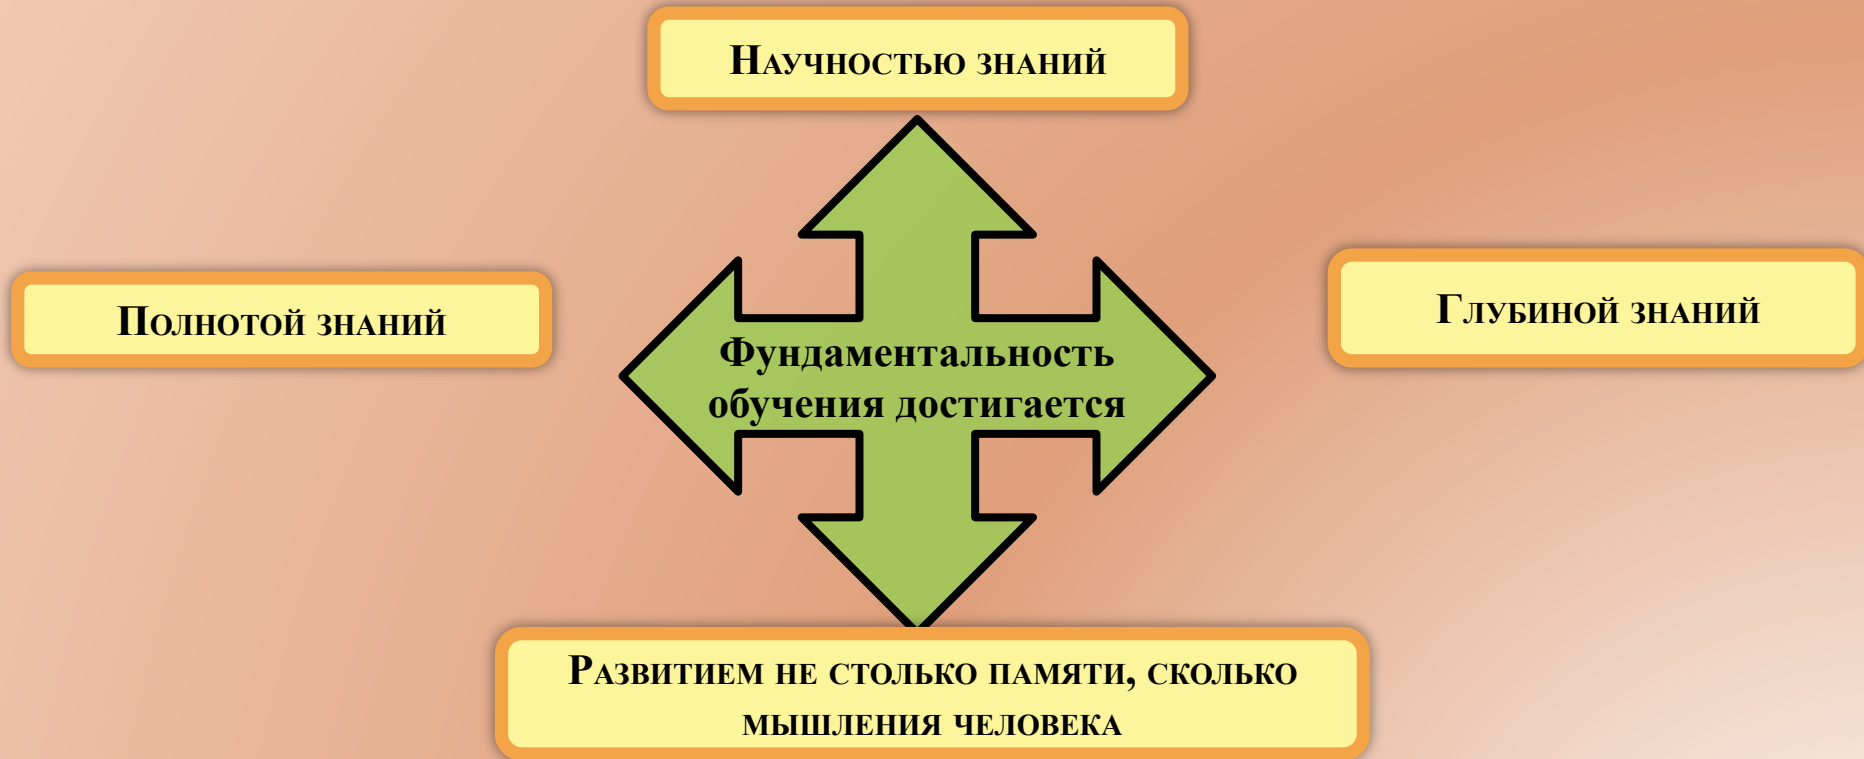 Научностью знаний
Полнотой знаний
Глубиной знаний
Фундаментальность
обучения достигается
Развитием не столько памяти, сколько
мышления человека